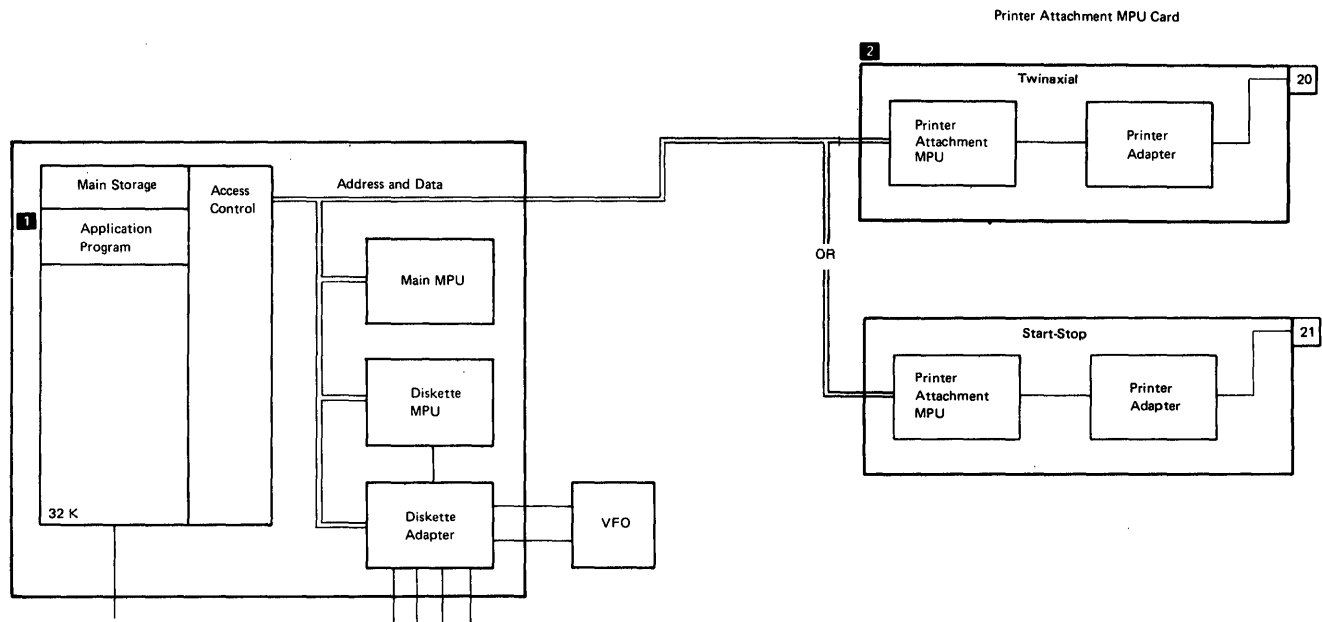 Printer Attachment MPU Card
2
Twinaxial
20
Printer
Attachment
MPU
Printer
Adapter
1
Main Storage
Application
Program
32 K
Access
Control
Address and Data
Main MPU
Diskette
MPU
Diskette
Adapter
VFO
OR
Start-Stop
21
Printer
Attachment
MPU
Printer
Adapter